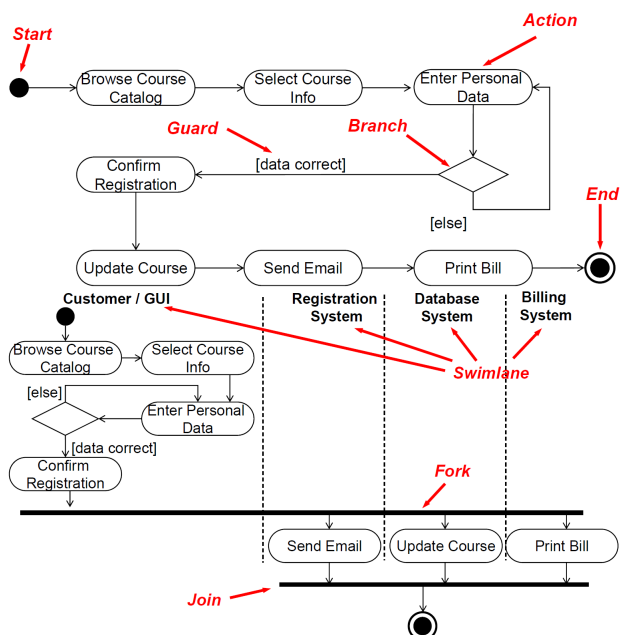 Start
Action
Browse Course
Catalog
Select Course
Info
Enter Personal
Data
Guard
Branch
[data correct]
Confirm
Registration
[else]
End
Update Course
Send Email
Print Bill
Customer / GUI
Registration
System
Database
System
Billing
System
Browse Course
Catalog
Select Course
Info
Swimlane
[else]
Enter Personal
Data
[data correct]
Confirm
Registration
Fork
Send Email
Update Course
Print Bill
Join